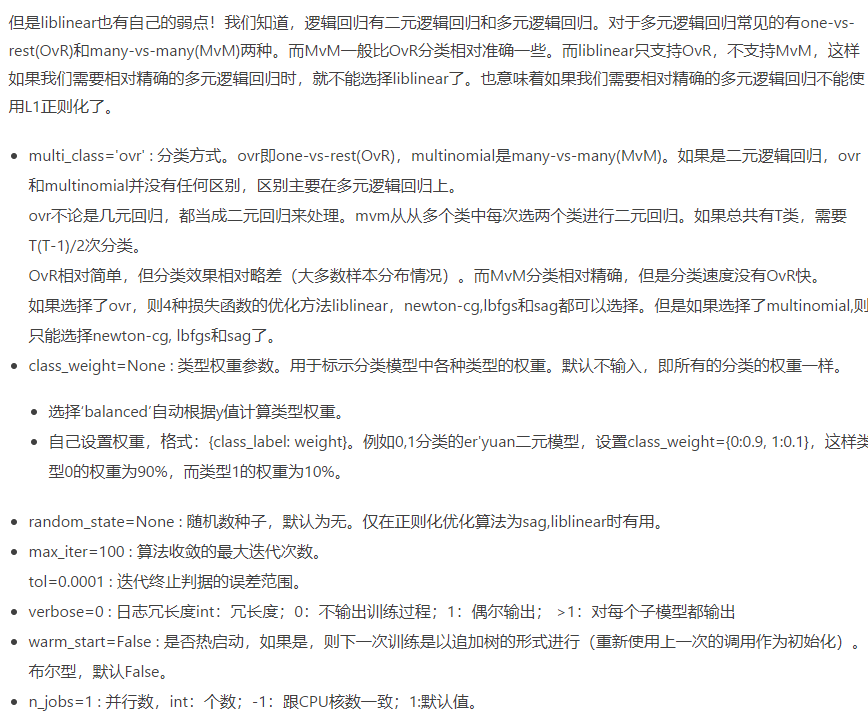 但是liblinear也有自己的弱点！我们知道，逻辑回归有二元逻辑回归和多元逻辑回归。对于多元逻辑回归常见的有one-vs-
rest(OvR)和many-vs-many(MvM)两种。而MvM一般比OvR分类相对准确一些。而liblinear只支持OvR，不支持MvM，这样
如果我们需要相对精确的多元逻辑回归时，就不能选择liblinear了。也意味着如果我们需要相对精确的多元逻辑回归不能使
用L1正则化了。
multi_class='ovr' : 分类方式。ovr即one-vs-rest(OvR)，multinomial是many-vs-many(MvM)。如果是二元逻辑回归，ovr
和multinomial并没有任何区别，区别主要在多元逻辑回归上。
ovr不论是几元回归，都当成二元回归来处理。mvm从从多个类中每次选两个类进行二元回归。如果总共有T类，需要
T(T-1)/2次分类。
OvR相对简单，但分类效果相对略差（大多数样本分布情况）。而MvM分类相对精确，但是分类速度没有OvR快。
如果选择了ovr，则4种损失函数的优化方法liblinear，newton-cg,lbfgs和sag都可以选择。但是如果选择了multinomial,则
只能选择newton-cg, lbfgs和sag了。
class_weight=None : 类型权重参数。用于标示分类模型中各种类型的权重。默认不输入，即所有的分类的权重一样。
选择'balanced'自动根据y值计算类型权重。
自己设置权重，格式：{class_label: weight}。例如0,1分类的er'yuan二元模型，设置class_weight={0:0.9, 1:0.1}，这样类
型0的权重为90%，而类型1的权重为10%。
random_state=None : 随机数种子，默认为无。仅在正则化优化算法为sag,liblinear时有用。
max_iter=100 : 算法收敛的最大迭代次数。
tol=0.0001 : 迭代终止判据的误差范围。
verbose=0 : 日志冗长度int：冗长度；0：不输出训练过程；1：偶尔输出； >1：对每个子模型都输出
warm_start=False : 是否热启动，如果是，则下一次训练是以追加树的形式进行（重新使用上一次的调用作为初始化）。
布尔型，默认False。
n_jobs=1 : 并行数，int：个数；-1：跟CPU核数一致；1:默认值。